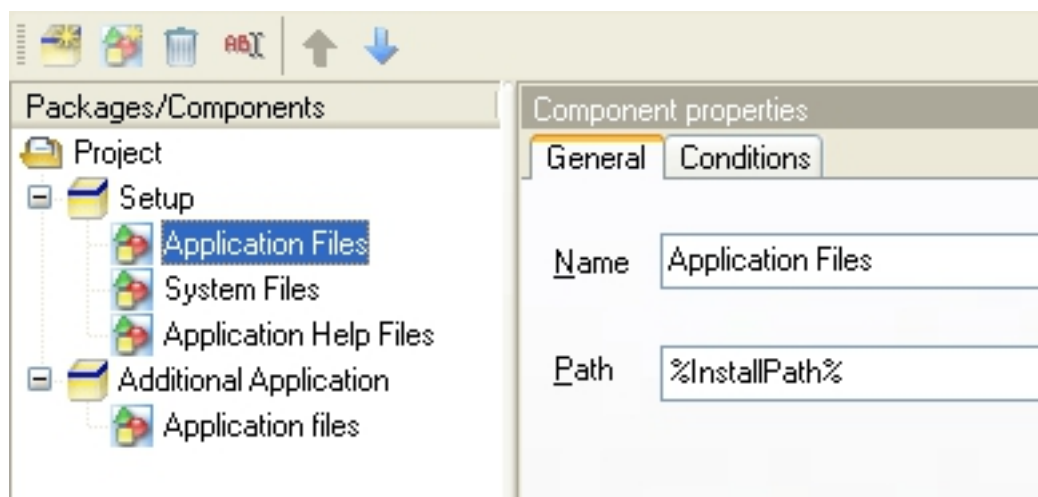 AB
Packages/Components
Project
Setup
Application Files
System Files
Application Help Files
Additional Application
Application files
Component properties
General
Conditions
Name
Application Files
Path
%InstallPath%